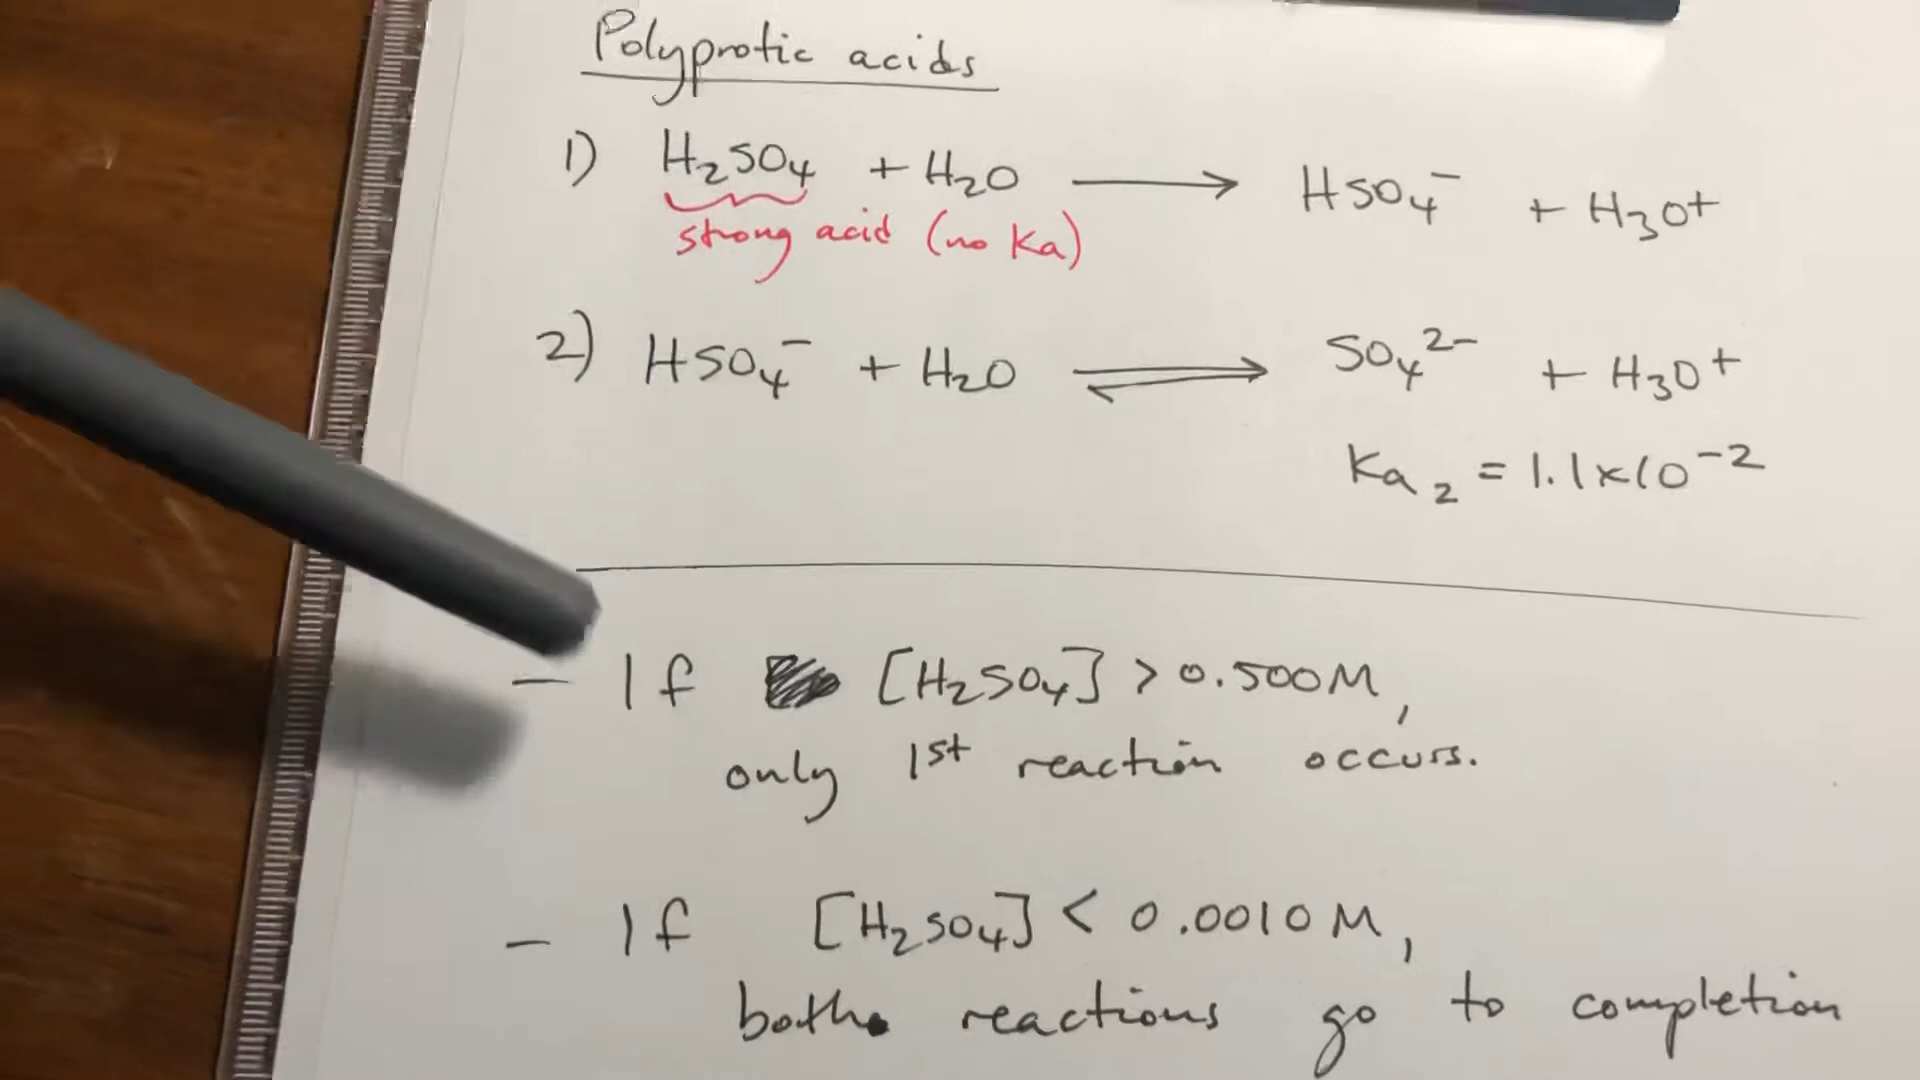 Polyprotic acids
1) H₂SO₄ + H₂O ⟶ HSO₄⁻ + H₃O⁺
strong acid (no Ka)
2) HSO₄⁻ + H₂O ⇌ SO₄²⁻ + H₃O⁺
Ka₂ = 1.1×10⁻²
– If [H₂SO₄] > 0.500M,
only 1st reaction occurs.
– If [H₂SO₄] < 0.0010 M,
both reactions go to completion